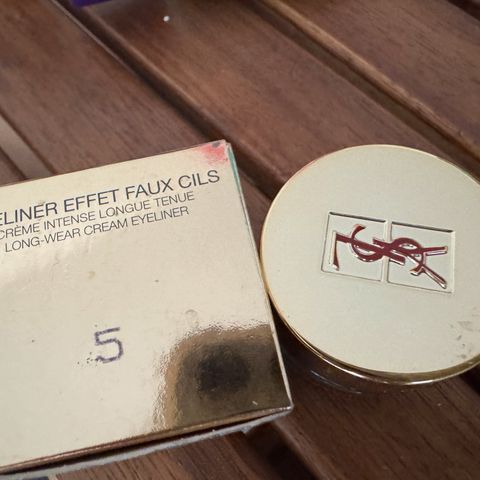 ELINER EFFET FAUX CILS
CRÈME INTENSE LONGUE TENUE
LONG-WEAR CREAM EYELINER
5
YSL